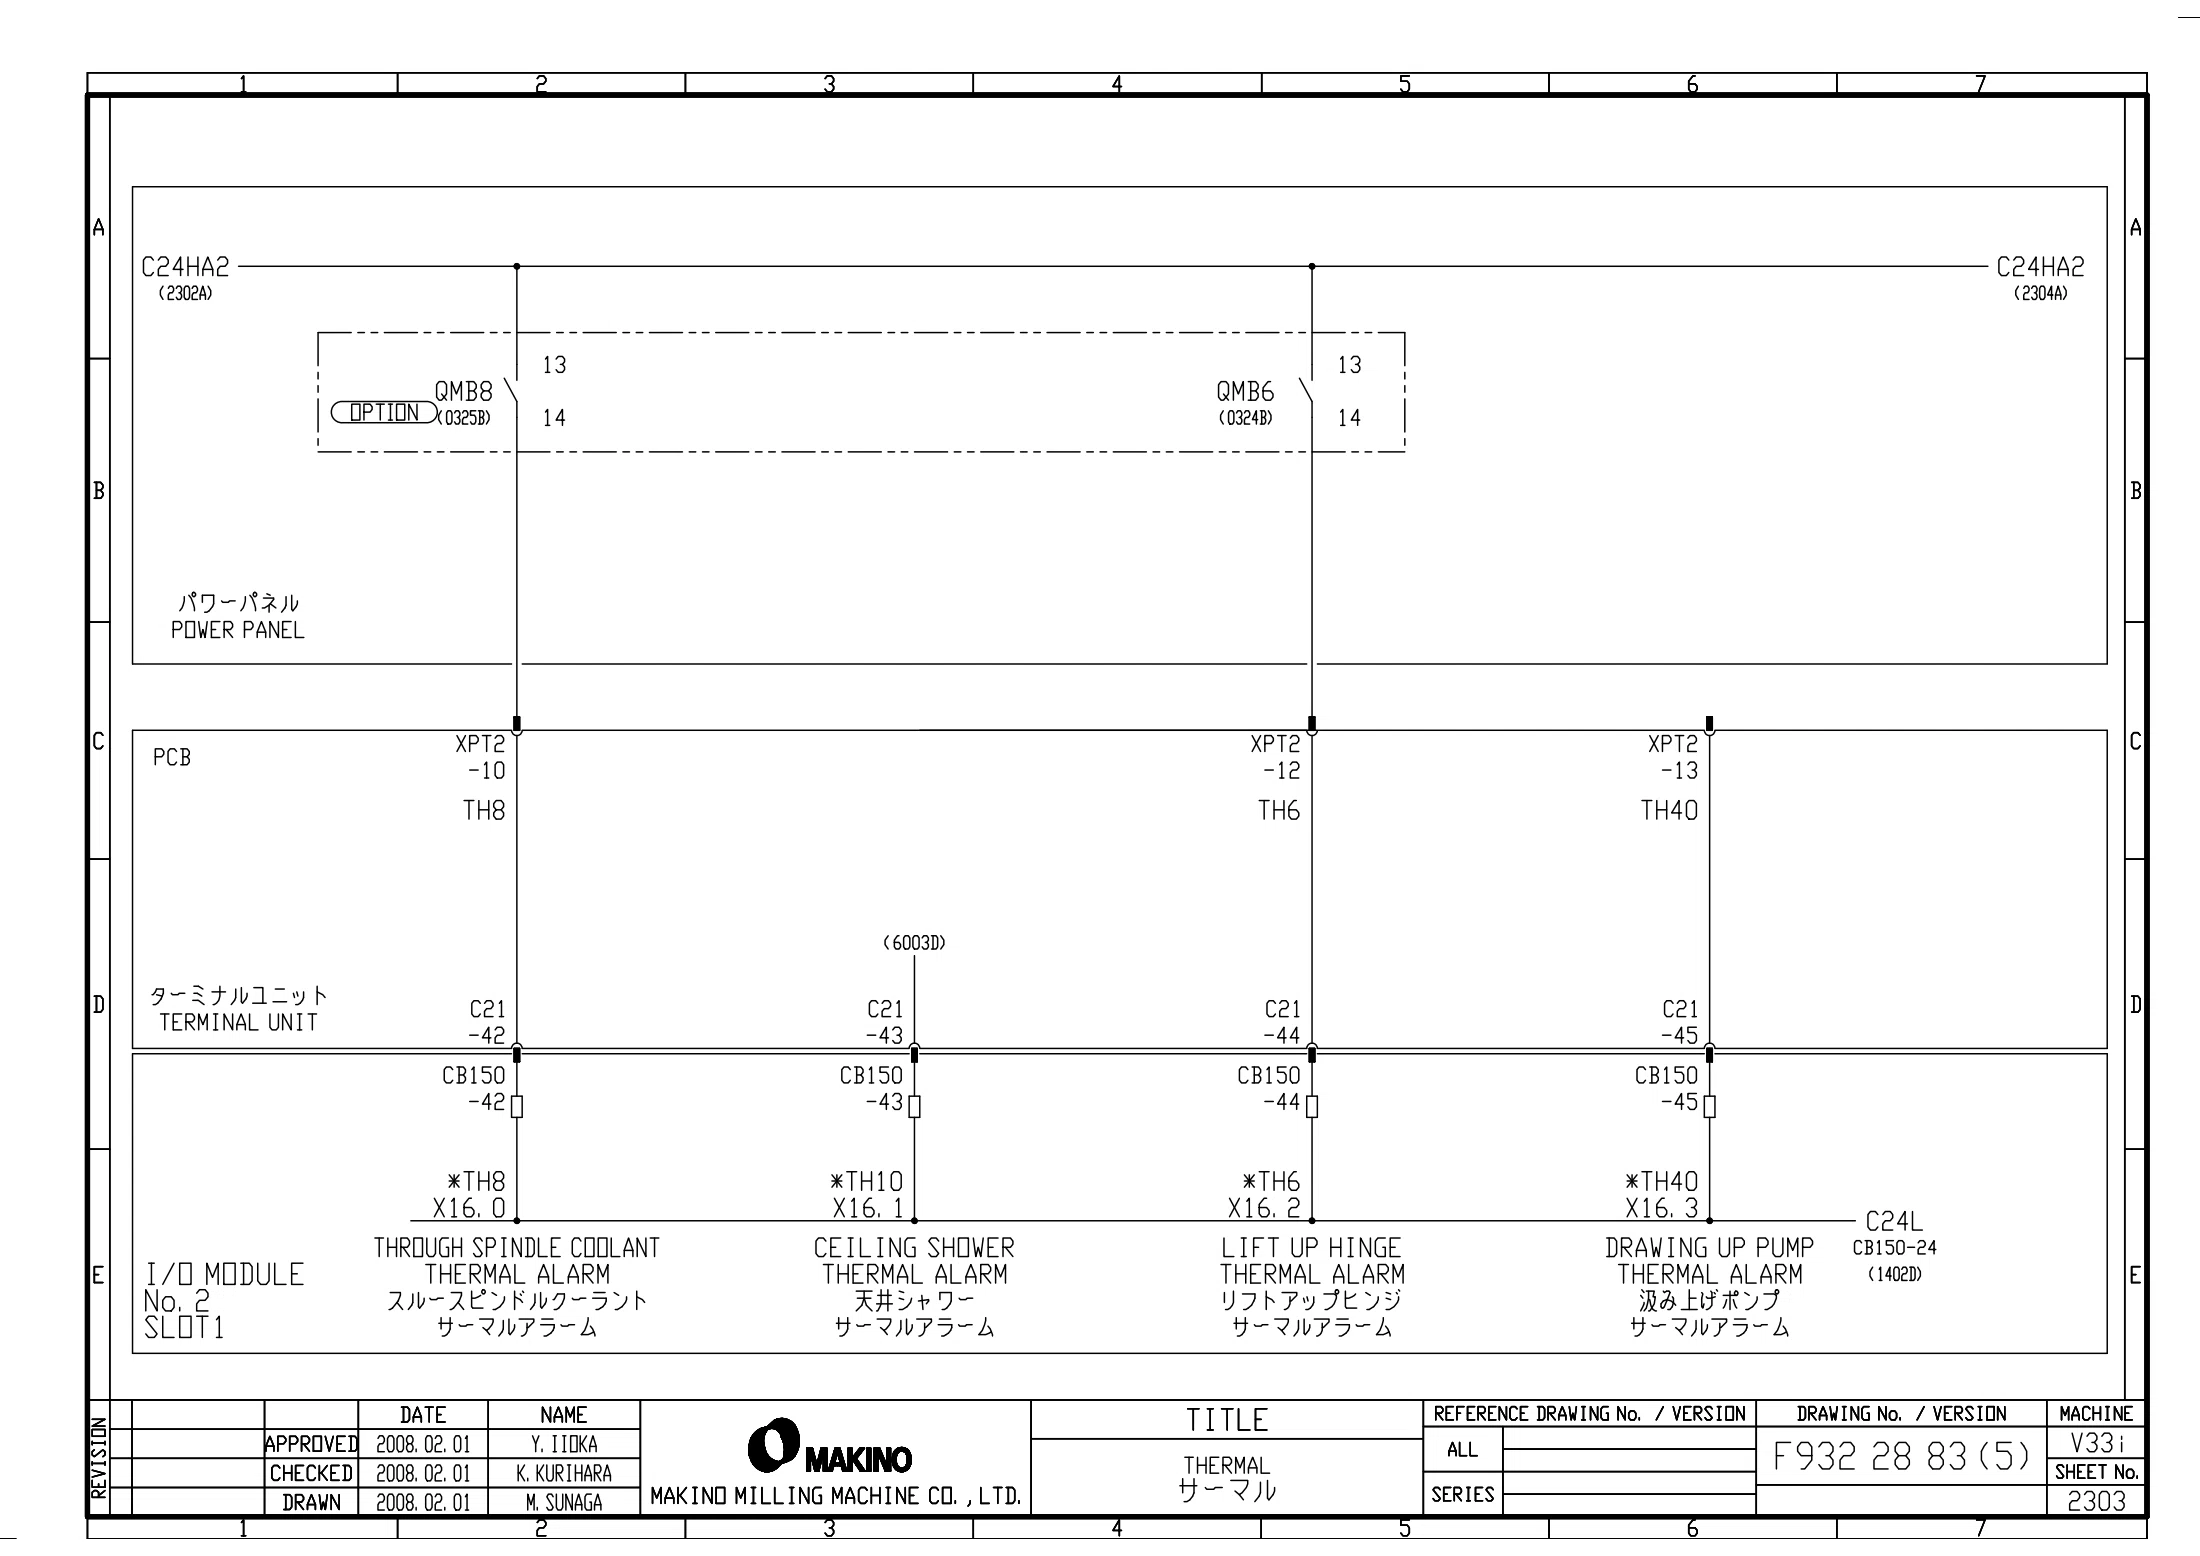 1 2 3 4 5 6 7
A A
C24HA2 C24HA2
(2302A) (2304A)
13 13
QMB8 QMB6
OPTION (0325B) (0324B)
14 14
B B
パワーパネル
POWER PANEL
C C
PCB
XPT2 XPT2 XPT2
-10 -12 -13
TH8 TH6 TH40
(6003D)
ターミナルユニット
TERMINAL UNIT
D D
C21 C21 C21 C21
-42 -43 -44 -45
CB150 CB150 CB150 CB150
-42 -43 -44 -45
*TH8 *TH10 *TH6 *TH40
X16.0 X16.1 X16.2 X16.3
C24L
CB150-24
(1402D)
THROUGH SPINDLE COOLANT
THERMAL ALARM
スルースピンドルクーラント
サーマルアラーム
CEILING SHOWER
THERMAL ALARM
天井シャワー
サーマルアラーム
LIFT UP HINGE
THERMAL ALARM
リフトアップヒンジ
サーマルアラーム
DRAWING UP PUMP
THERMAL ALARM
汲み上げポンプ
サーマルアラーム
E E
I/O MODULE
No.2
SLOT1
REVISION
DATE NAME
APPROVED 2008.02.01 Y.IIOKA
CHECKED 2008.02.01 K.KURIHARA
DRAWN 2008.02.01 M.SUNAGA
MAKINO
MAKINO MILLING MACHINE CO.,LTD.
TITLE
THERMAL
サーマル
REFERENCE DRAWING No. / VERSION
ALL
SERIES
DRAWING No. / VERSION
F932 28 83(5)
MACHINE
V33i
SHEET No.
2303
1 2 3 4 5 6 7